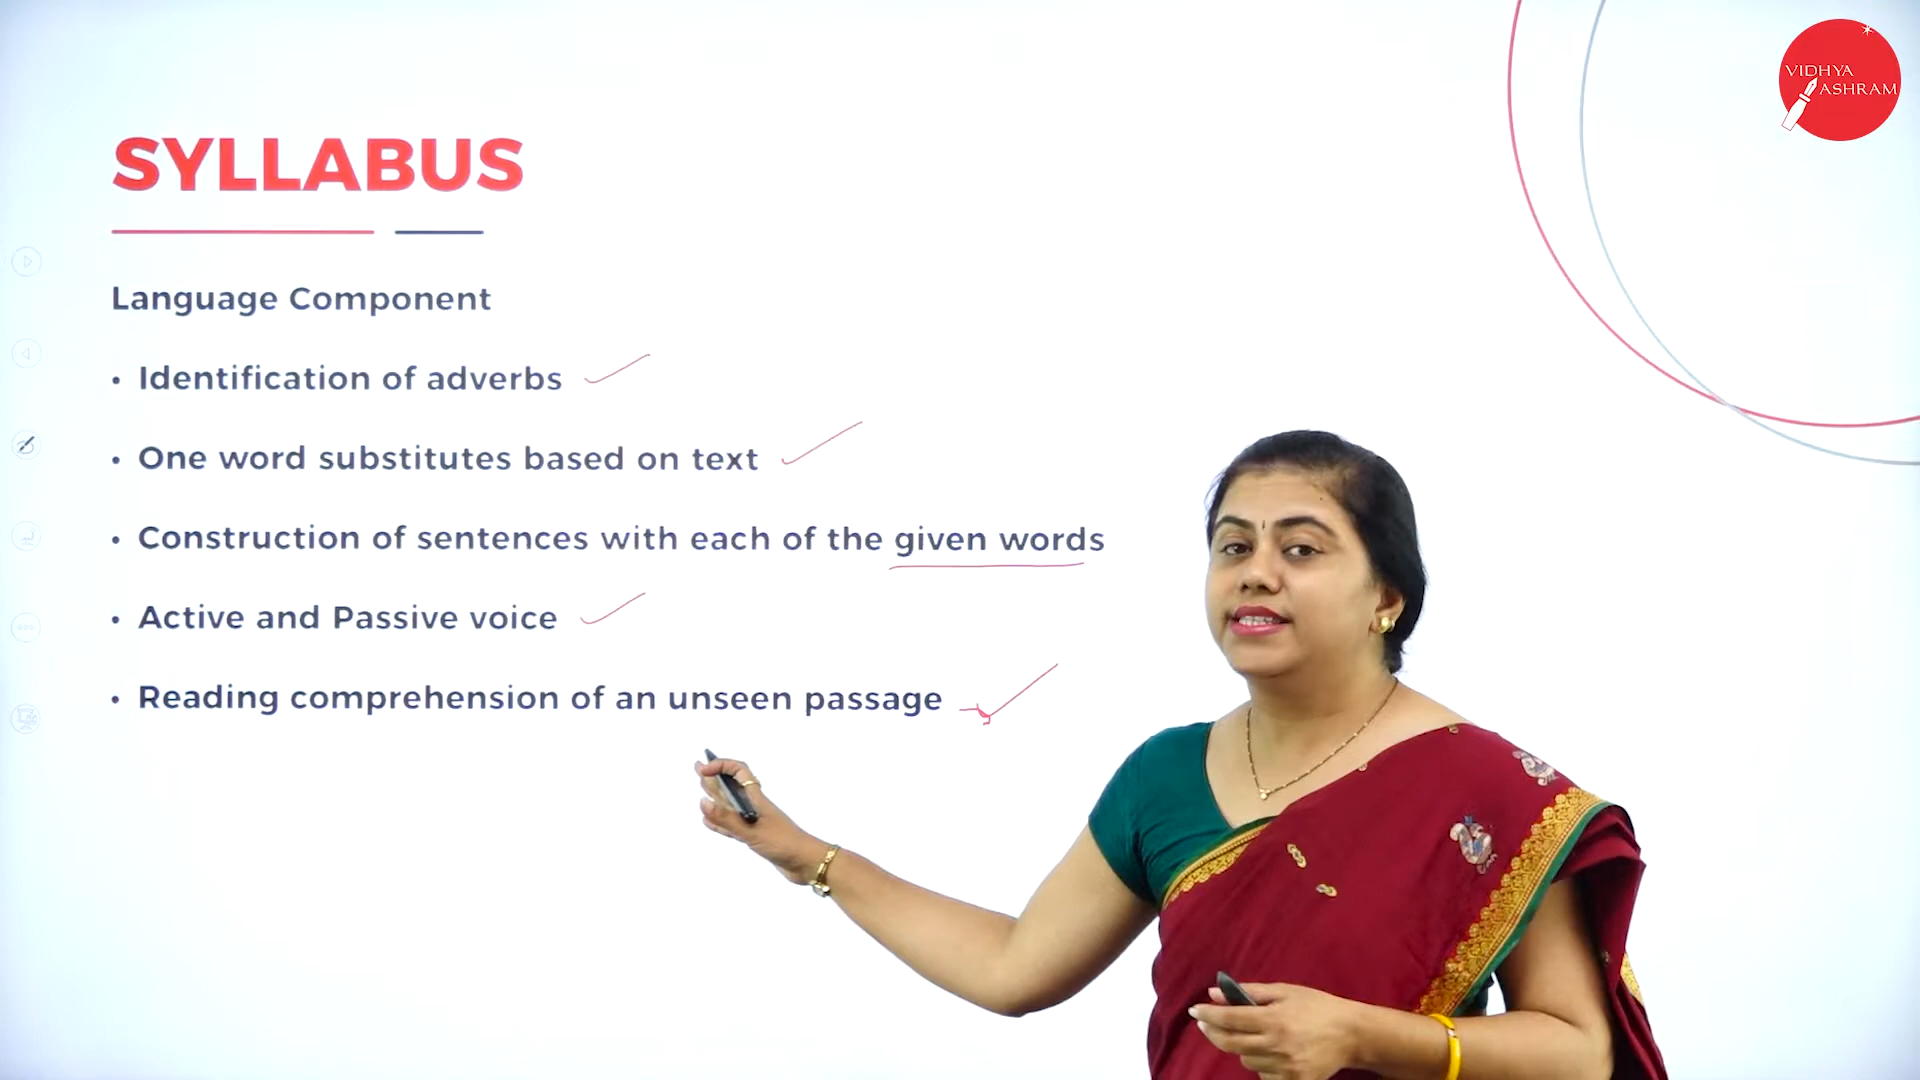 VIDHYA
ASHRAM
SYLLABUS
Language Component
• Identification of adverbs
• One word substitutes based on text
• Construction of sentences with each of the given words
• Active and Passive voice
• Reading comprehension of an unseen passage